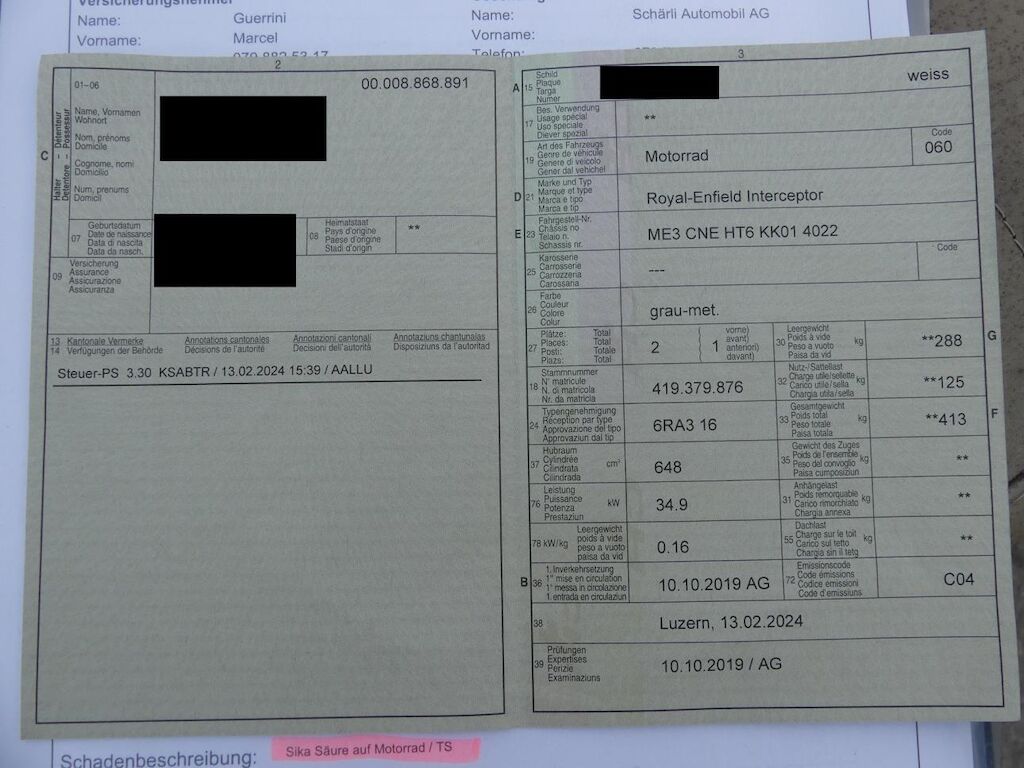 Versicherungsnehmer
Name: Guerrini
Name: Schärli Automobil AG
Vorname: Marcel
Vorname:
Telefon:
2
01–06
00.008.868.891
C
Halter – Détenteur
Detentore – Possessur
Name, Vornamen
Wohnort
Nom, prénoms
Domicile
Cognome, nomi
Domicilio
Num, prenums
Domicil
07
Geburtsdatum
Date de naissance
Data di nascita
Data da nasch.
08
Heimatstaat
Pays d'origine
Paese d'origine
Stadi d'origin
**
09
Versicherung
Assurance
Assicurazione
Assicuranza
13 Kantonale Vermerke Annotations cantonales Annotazioni cantonali Annotaziuns chantunalas
14 Verfügungen der Behörde Décisions de l'autorité Decisioni dell'autorità Disposiziuns da l'autoritad
Steuer-PS 3.30 KSABTR / 13.02.2024 15:39 / AALLU
3
A 15
Schild
Plaque
Targa
Numer
weiss
17
Bes. Verwendung
Usage spécial
Uso speciale
Diever spezial
**
19
Art des Fahrzeugs
Genre de véhicule
Genere di veicolo
Gener dal vehichel
Motorrad
Code
060
D 21
Marke und Typ
Marque et type
Marca e tipo
Marca e tip
Royal-Enfield Interceptor
E 23
Fahrgestell-Nr.
Châssis no
Telaio n.
Schassis nr.
ME3 CNE HT6 KK01 4022
25
Karosserie
Carrosserie
Carrozzeria
Carossaria
---
Code
26
Farbe
Couleur
Colore
Colur
grau-met.
27
Plätze: Total
Places: Total
Posti: Totale
Plazs: Total
2
vorne)
avant)
anteriori)
davant)
1
30
Leergewicht
Poids à vide
Peso a vuoto
Paisa da vid
kg
**288
G
18
Stammnummer
N° matricule
N. di matricola
Nr. da matricla
419.379.876
32
Nutz-/Sattellast
Charge utile/sellette
Carico utile/sella
Chargia utila/sella
kg
**125
24
Typengenehmigung
Réception par type
Approvazione del tipo
Approvaziun dal tip
6RA3 16
33
Gesamtgewicht
Poids total
Peso totale
Paisa totala
kg
**413
F
37
Hubraum
Cylindrée
Cilindrata
Cilindrada
cm³
648
35
Gewicht des Zuges
Poids de l'ensemble
Peso del convoglio
Paisa cumposiziun
kg
**
76
Leistung
Puissance
Potenza
Prestaziun
kW
34.9
31
Anhängelast
Poids remorquable
Carico rimorchiato
Chargia annexa
kg
**
78 kW/kg
Leergewicht
poids à vide
peso a vuoto
paisa da vid
0.16
55
Dachlast
Charge sur le toit
Carico sul tetto
Chargia sin il tetg
kg
**
B 36
1. Inverkehrsetzung
1re mise en circulation
1a messa in circolazione
1. entrada en circulaziun
10.10.2019 AG
72
Emissionscode
Code émissions
Codice emissioni
Code d'emissiuns
C04
38
Luzern, 13.02.2024
39
Prüfungen
Expertises
Perizie
Examinaziuns
10.10.2019 / AG
Schadenbeschreibung: Sika Säure auf Motorrad / TS